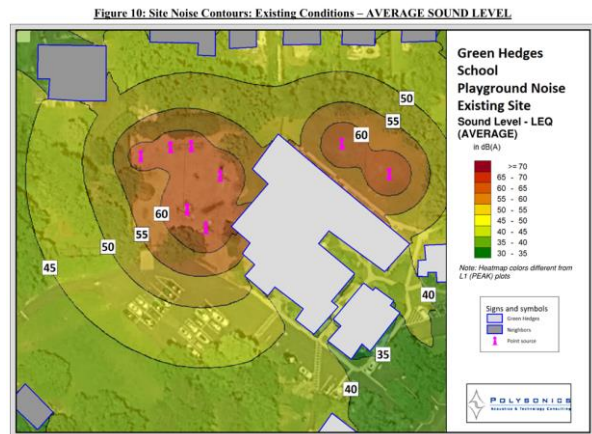 Figure 10: Site Noise Contours: Existing Conditions – AVERAGE SOUND LEVEL
Green Hedges
School
Playground Noise
Existing Site
Sound Level - LEQ
(AVERAGE)
in dB(A)
>= 70
65 - 70
60 - 65
55 - 60
50 - 55
45 - 50
40 - 45
35 - 40
30 - 35
Note: Heatmap colors different from
L1 (PEAK) plots
Signs and symbols
Green Hedges
Neighbors
Point source
POLYSONICS
Acoustics & Technology Consulting
50
55
60
60
55
50
45
40
35
40